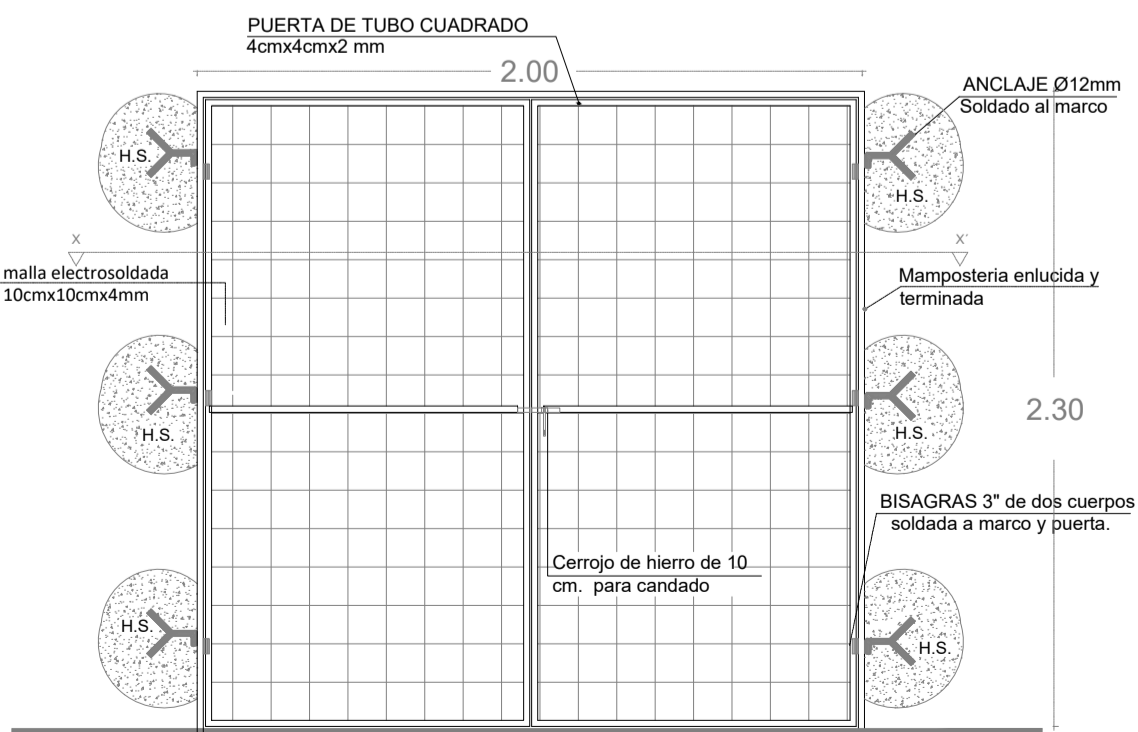 PUERTA DE TUBO CUADRADO
4cmx4cmx2 mm
2.00
ANCLAJE Ø12mm
Soldado al marco
H.S.
H.S.
X
X´
malla electrosoldada
10cmx10cmx4mm
Mamposteria enlucida y
terminada
2.30
H.S.
H.S.
BISAGRAS 3" de dos cuerpos
soldada a marco y puerta.
Cerrojo de hierro de 10
cm. para candado
H.S.
H.S.